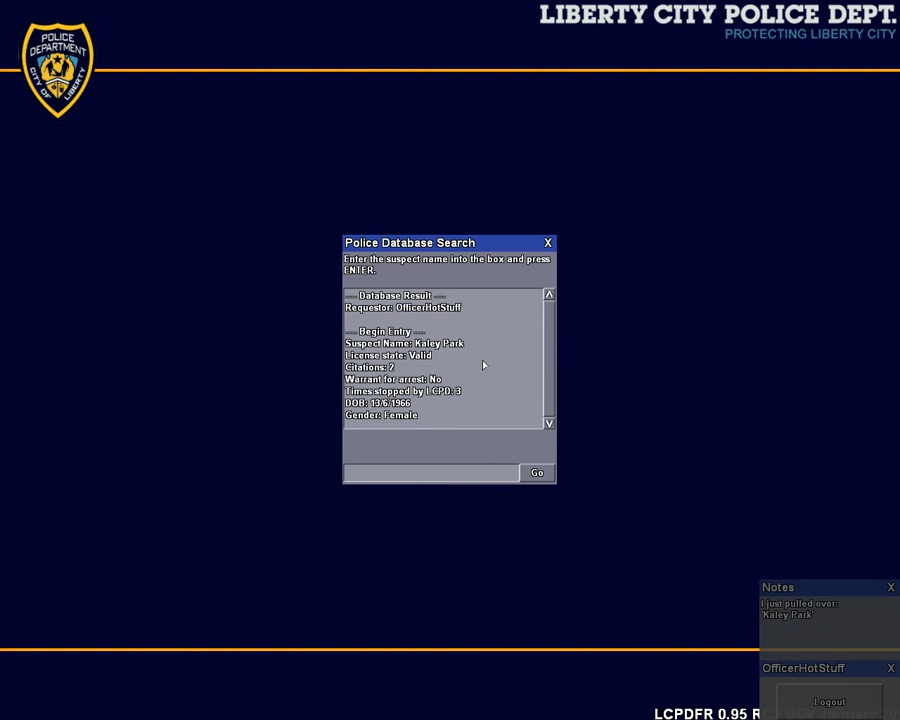 LIBERTY CITY POLICE DEPT.
PROTECTING LIBERTY CITY
POLICE
DEPARTMENT
CITY OF LIBERTY
Police Database Search X
Enter the suspect name into the box and press
ENTER.
---- Database Result ----
Requestor: OfficerHotStuff
---- Begin Entry ----
Suspect Name: Kaley Park
License state: Valid
Citations: 2
Warrant for arrest: No
Times stopped by LCPD: 3
DOB: 13/6/1966
Gender: Female
Go
Notes X
I just pulled over:
'Kaley Park'
OfficerHotStuff X
Logout
LCPDFR 0.95